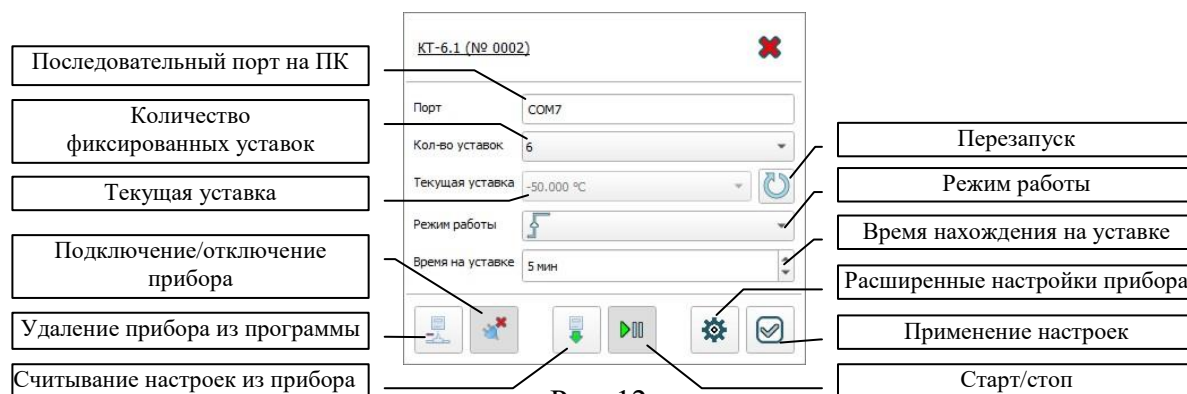 Последовательный порт на ПК
Количество
фиксированных уставок
Текущая уставка
Подключение/отключение
прибора
Удаление прибора из программы
Считывание настроек из прибора
КТ-6.1 (№ 0002)
Порт
COM7
Кол-во уставок
6
Текущая уставка
-50.000 °C
Режим работы
Время на уставке
5 мин
Перезапуск
Режим работы
Время нахождения на уставке
Расширенные настройки прибора
Применение настроек
Старт/стоп